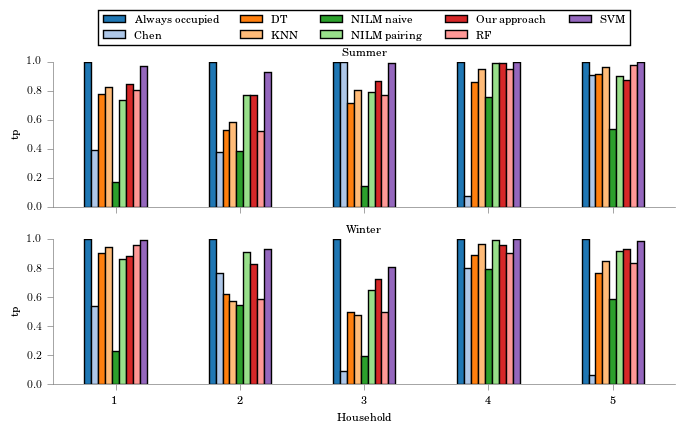 Always occupied DT NILM naive Our approach SVM
Chen KNN NILM pairing RF
Summer
1.0
0.8
0.6
0.4
0.2
0.0
tp
Winter
1.0
0.8
0.6
0.4
0.2
0.0
tp
1 2 3 4 5
Household